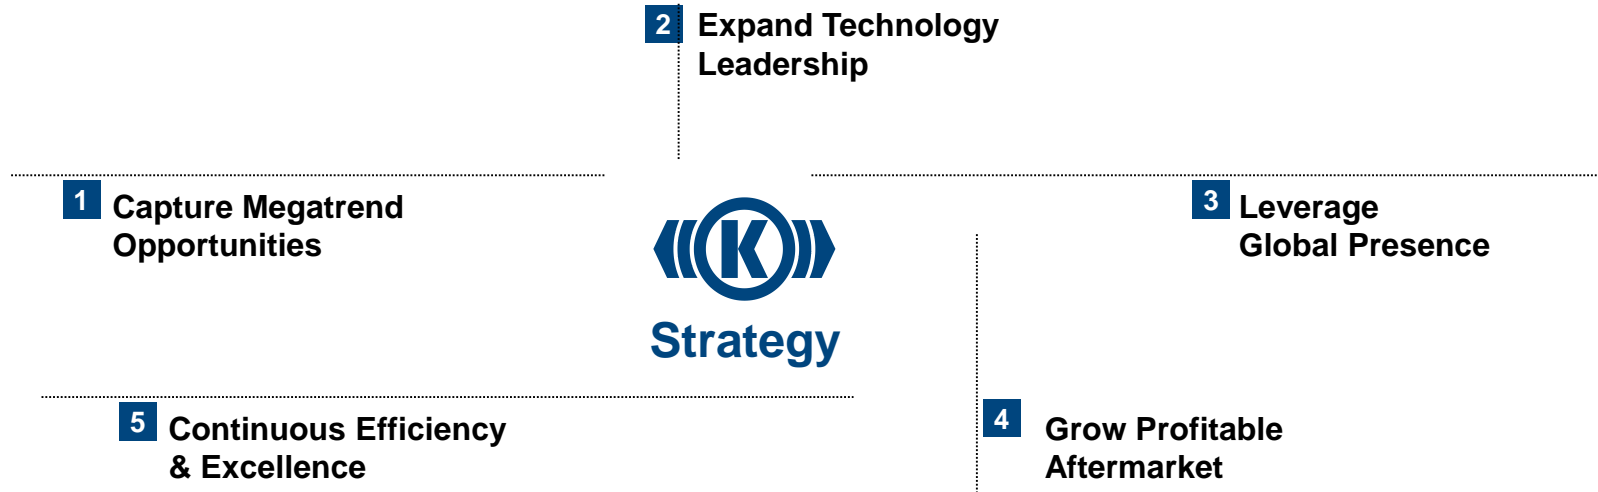 2 Expand Technology
Leadership
1 Capture Megatrend
Opportunities
3 Leverage
Global Presence
K
Strategy
5 Continuous Efficiency
& Excellence
4 Grow Profitable
Aftermarket